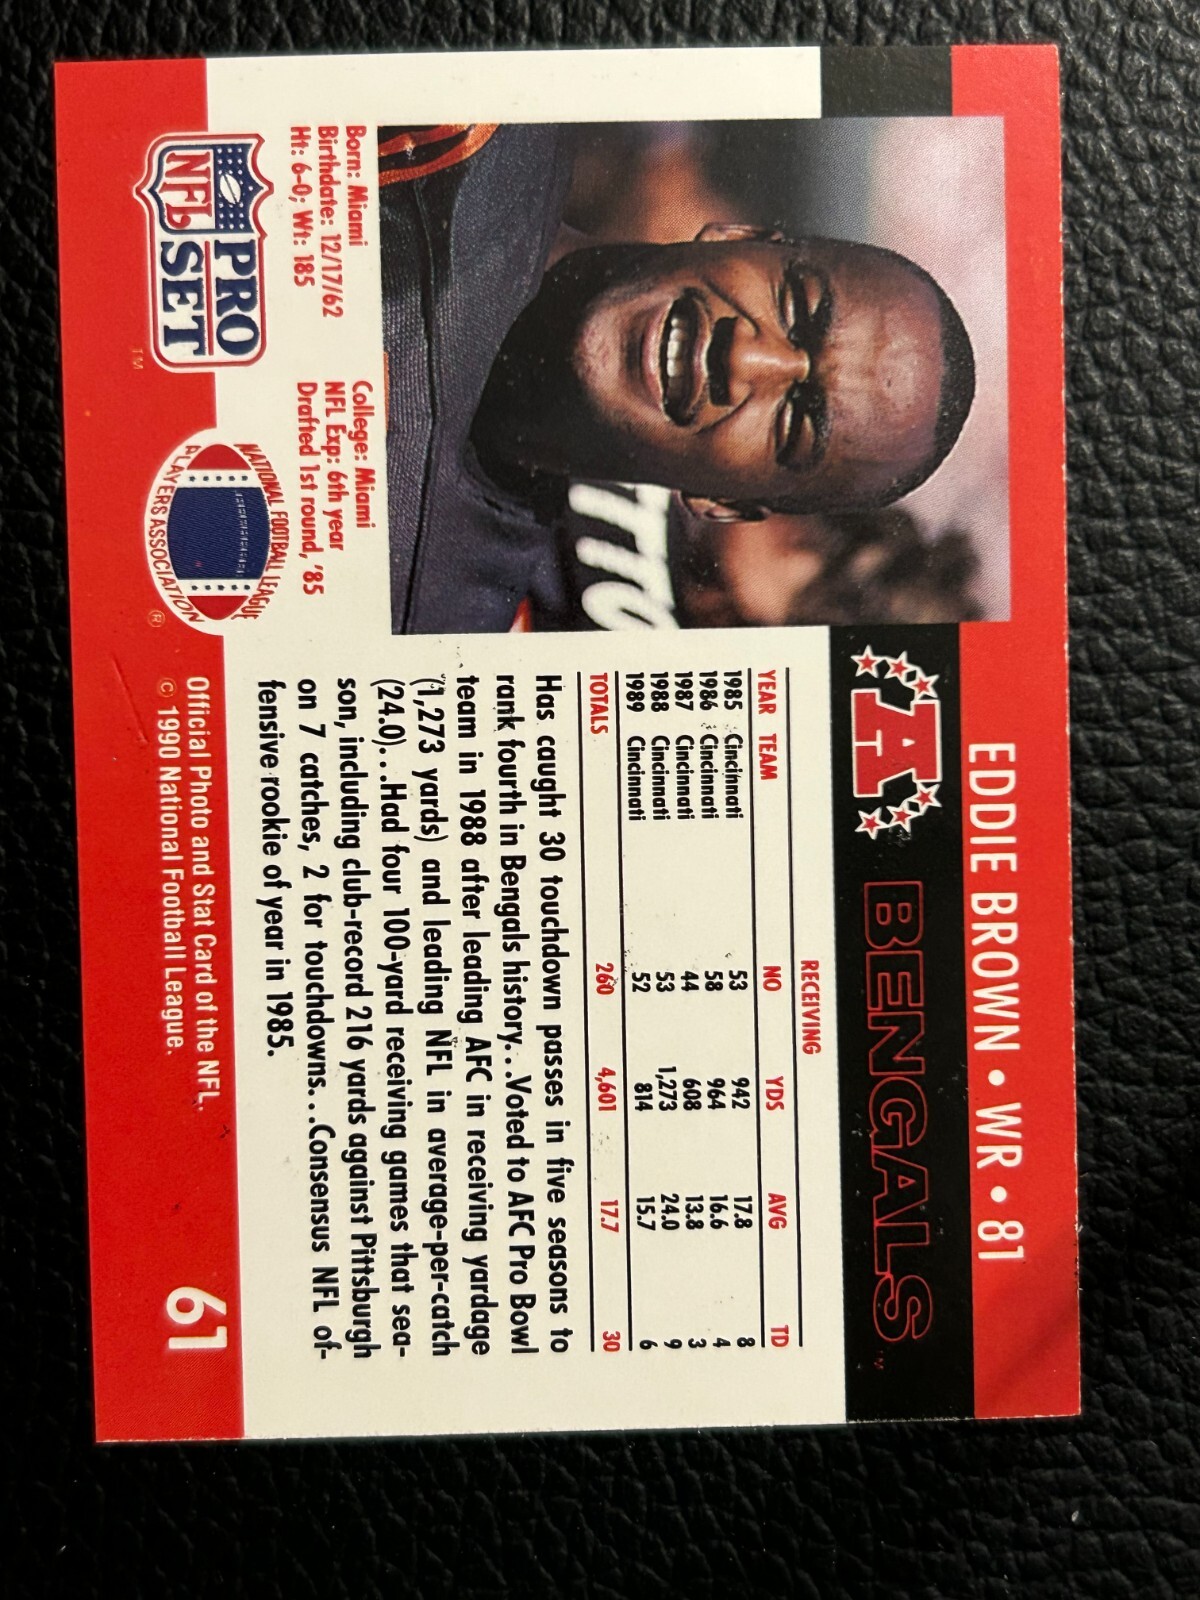 EDDIE BROWN • WR • 81
A BENGALS™
Born: Miami
Birthdate: 12/17/62
Ht: 6-0; Wt: 185
College: Miami
NFL Exp: 6th year
Drafted 1st round, '85
RECEIVING
YEAR TEAM NO YDS AVG TD
1985 Cincinnati 53 942 17.8 8
1986 Cincinnati 58 964 16.6 4
1987 Cincinnati 44 608 13.8 3
1988 Cincinnati 53 1,273 24.0 9
1989 Cincinnati 52 814 15.7 6
TOTALS 260 4,601 17.7 30
Has caught 30 touchdown passes in five seasons to
rank fourth in Bengals history...Voted to AFC Pro Bowl
team in 1988 after leading AFC in receiving yardage
(1,273 yards) and leading NFL in average-per-catch
(24.0)...Had four 100-yard receiving games that sea-
son, including club-record 216 yards against Pittsburgh
on 7 catches, 2 for touchdowns...Consensus NFL of-
fensive rookie of year in 1985.
NFL PRO SET™
NATIONAL FOOTBALL LEAGUE
PLAYERS ASSOCIATION ®
Official Photo and Stat Card of the NFL.
© 1990 National Football League.
61